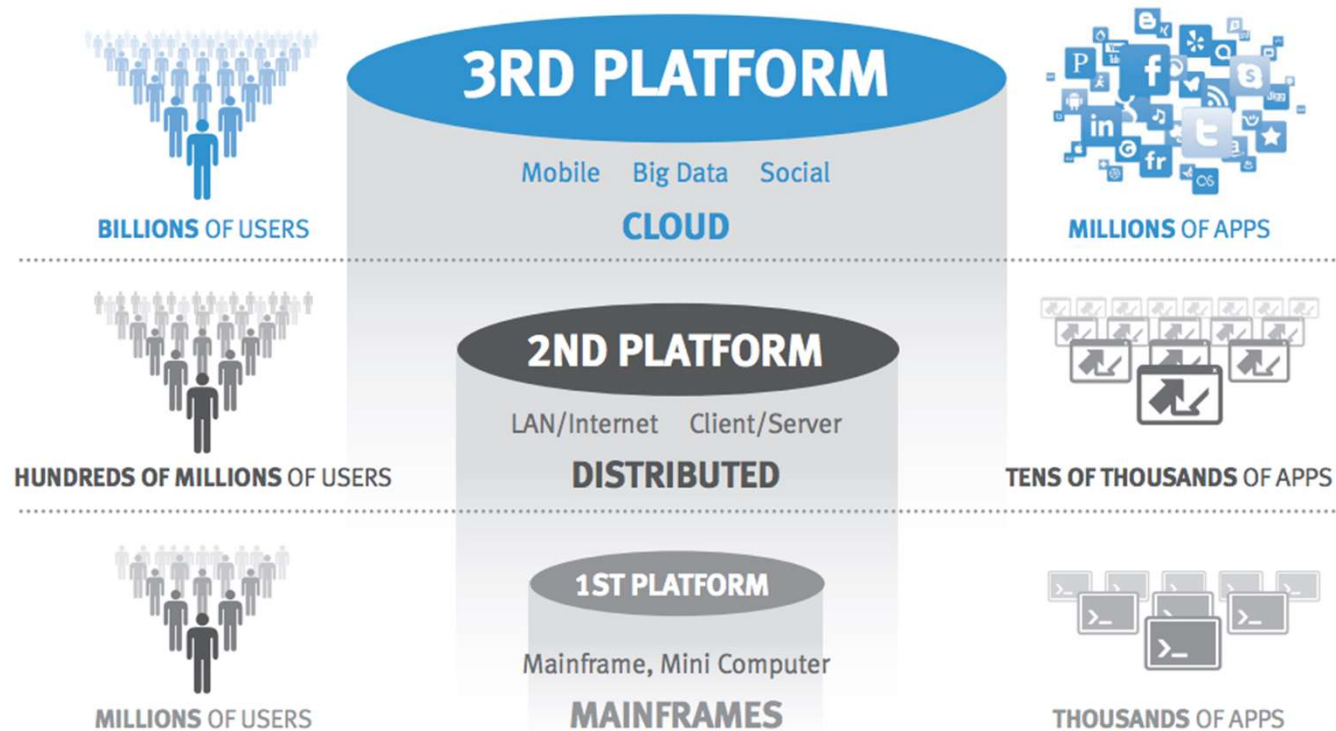 3RD PLATFORM
Mobile Big Data Social
CLOUD
BILLIONS OF USERS
MILLIONS OF APPS
2ND PLATFORM
LAN/Internet Client/Server
DISTRIBUTED
HUNDREDS OF MILLIONS OF USERS
TENS OF THOUSANDS OF APPS
1ST PLATFORM
Mainframe, Mini Computer
MAINFRAMES
MILLIONS OF USERS
THOUSANDS OF APPS